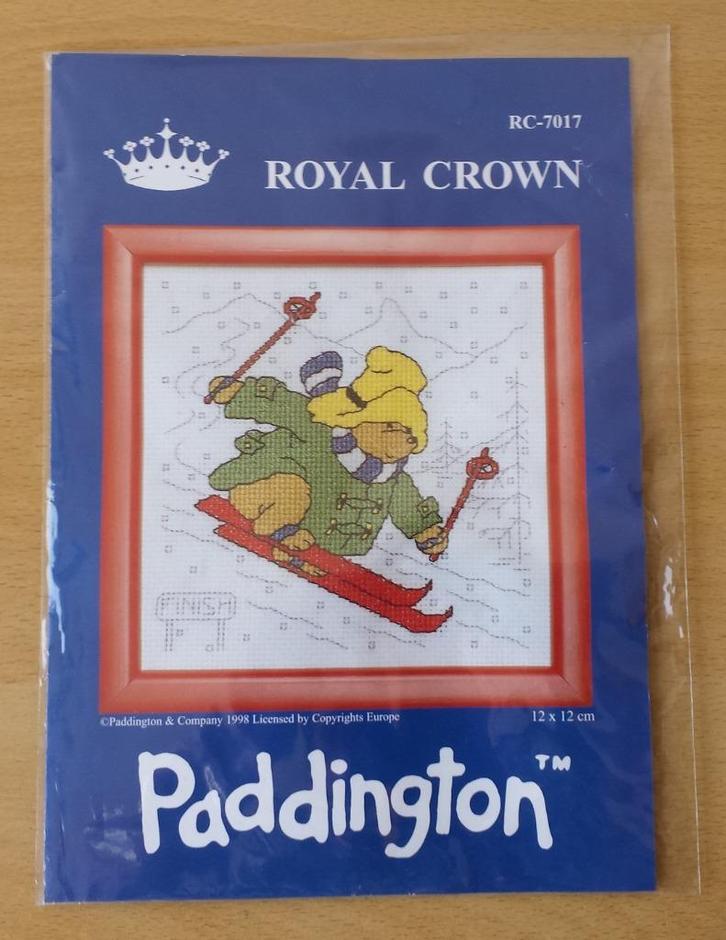 RC-7017
ROYAL CROWN
FINISH
©Paddington & Company 1998 Licensed by Copyrights Europe
12 x 12 cm
Paddington™